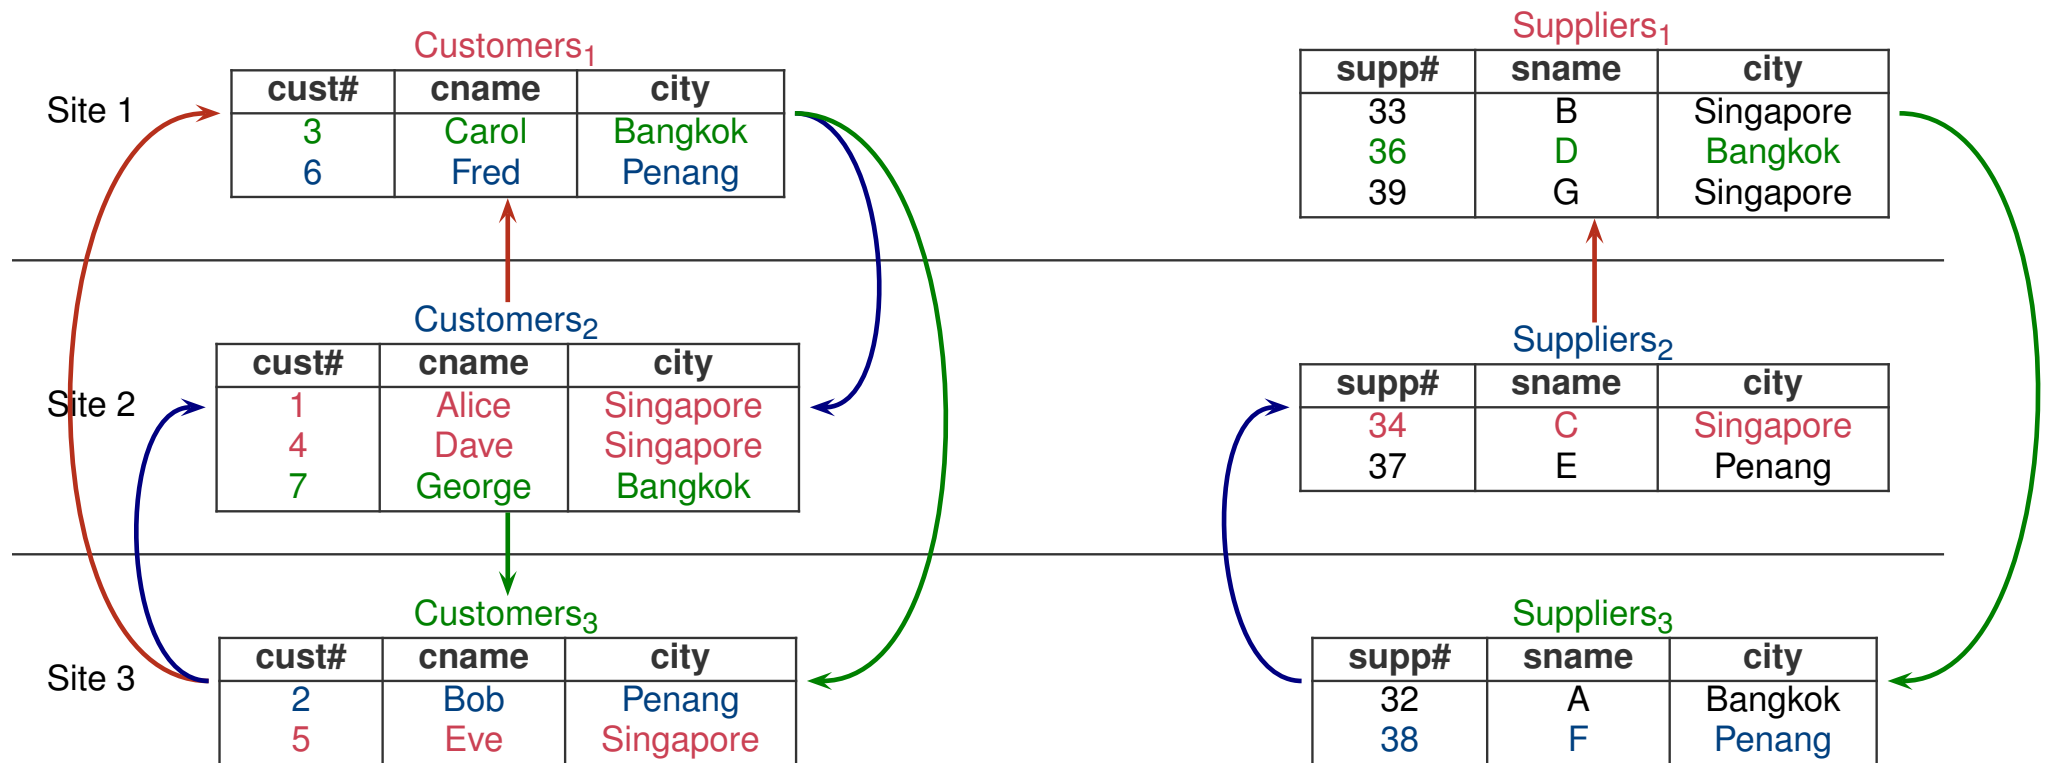 Customers1
Suppliers1
Site 1
cust# cname city
3 Carol Bangkok
6 Fred Penang
supp# sname city
33 B Singapore
36 D Bangkok
39 G Singapore
Customers2
Suppliers2
Site 2
cust# cname city
1 Alice Singapore
4 Dave Singapore
7 George Bangkok
supp# sname city
34 C Singapore
37 E Penang
Customers3
Suppliers3
Site 3
cust# cname city
2 Bob Penang
5 Eve Singapore
supp# sname city
32 A Bangkok
38 F Penang